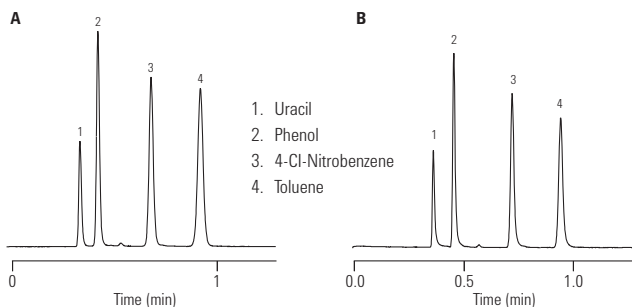 A
1
2
3
4
0
1
Time (min)
1. Uracil
2. Phenol
3. 4-Cl-Nitrobenzene
4. Toluene
B
1
2
3
4
0.0
0.5
1.0
Time (min)